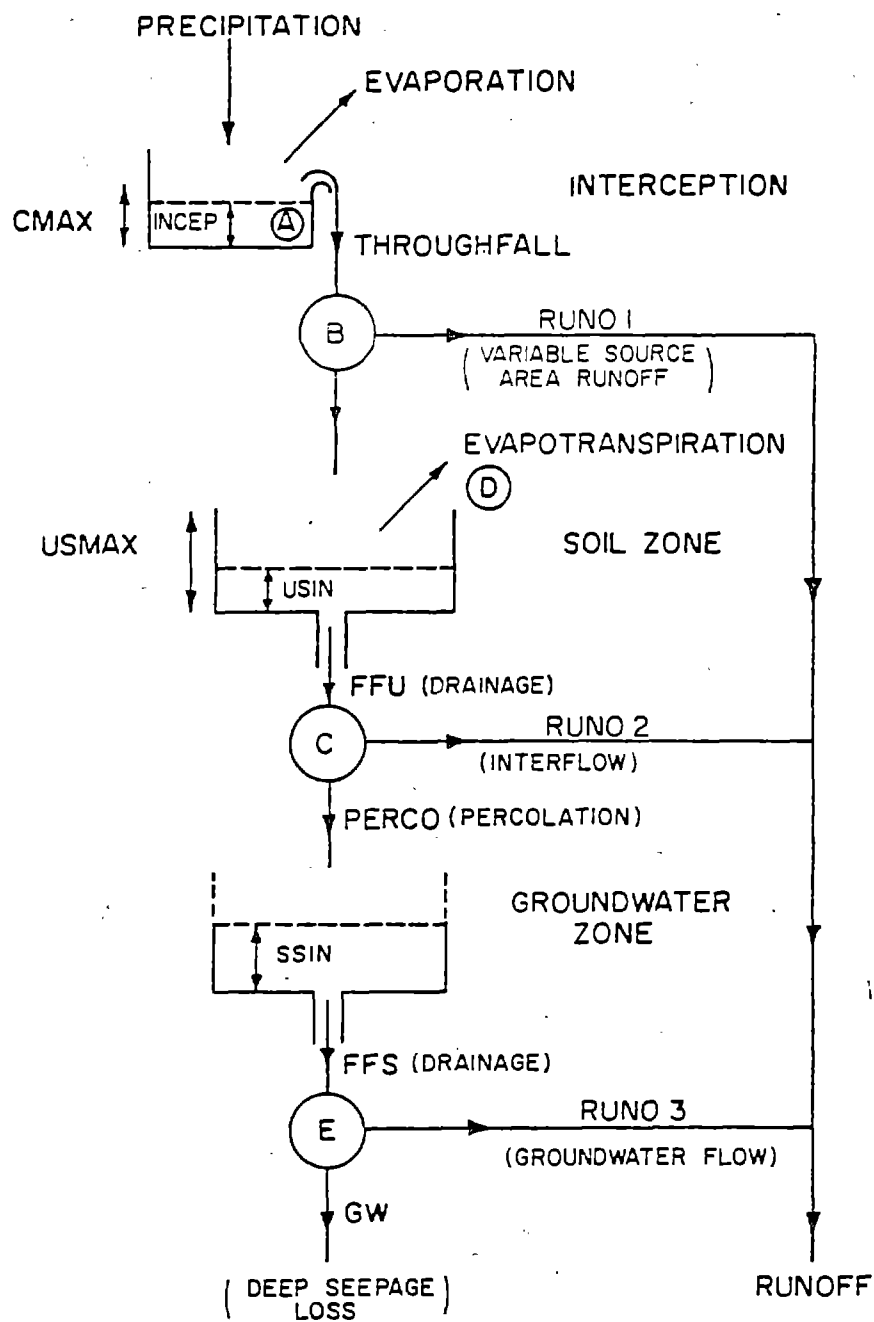 PRECIPITATION
EVAPORATION
INTERCEPTION
CMAX
INCEP
A
THROUGHFALL
B
RUNO 1
(VARIABLE SOURCE
AREA RUNOFF)
EVAPOTRANSPIRATION
D
USMAX
SOIL ZONE
USIN
FFU (DRAINAGE)
C
RUNO 2
(INTERFLOW)
PERCO (PERCOLATION)
GROUNDWATER
ZONE
SSIN
FFS (DRAINAGE)
E
RUNO 3
(GROUNDWATER FLOW)
GW
(DEEP SEEPAGE
LOSS)
RUNOFF